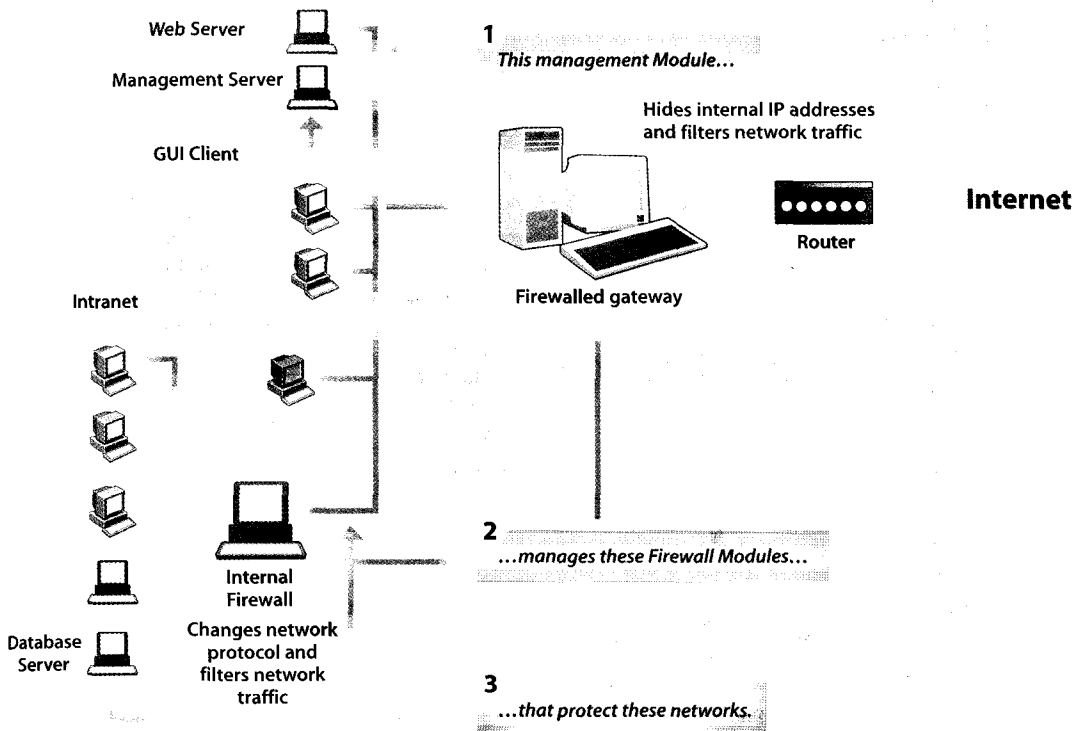 Web Server
Management Server
GUI Client
Intranet
Database
Server
Internal
Firewall
Changes network
protocol and
filters network
traffic
1
This management Module...
Hides internal IP addresses
and filters network traffic
Router
Internet
Firewalled gateway
2
...manages these Firewall Modules...
3
...that protect these networks.